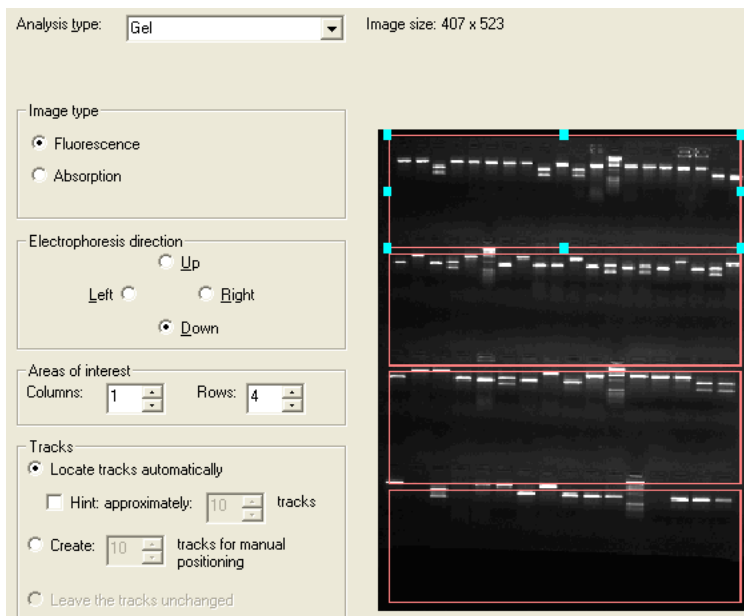 Analysis type: Gel Image size: 407 x 523
Image type
Fluorescence
Absorption
Electrophoresis direction
Up
Left Right
Down
Areas of interest
Columns: 1 Rows: 4
Tracks
Locate tracks automatically
Hint: approximately: 10 tracks
Create: 10 tracks for manual
positioning
Leave the tracks unchanged